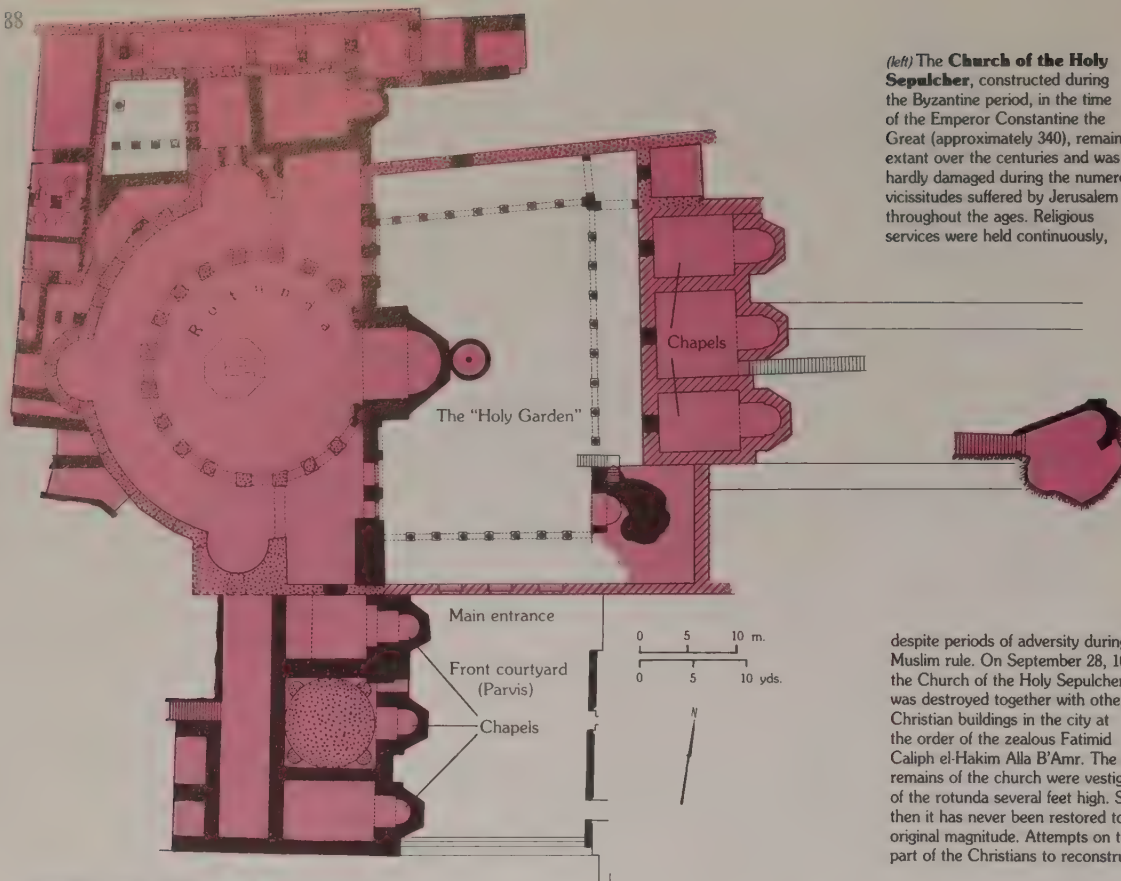 88
(left) The Church of the Holy
Sepulcher, constructed during
the Byzantine period, in the time
of the Emperor Constantine the
Great (approximately 340), remain
extant over the centuries and was
hardly damaged during the numer
vicissitudes suffered by Jerusalem
throughout the ages. Religious
services were held continuously,
Rotunda
Chapels
The "Holy Garden"
Main entrance
Front courtyard
(Parvis)
Chapels
0 5 10 m.
0 5 10 yds.
N
despite periods of adversity during
Muslim rule. On September 28,
the Church of the Holy Sepulcher
was destroyed together with othe
Christian buildings in the city at
the order of the zealous Fatimid
Caliph el-Hakim Alla B'Amr. The
remains of the church were vestig
of the rotunda several feet high. S
then it has never been restored to
original magnitude. Attempts on t
part of the Christians to reconstru